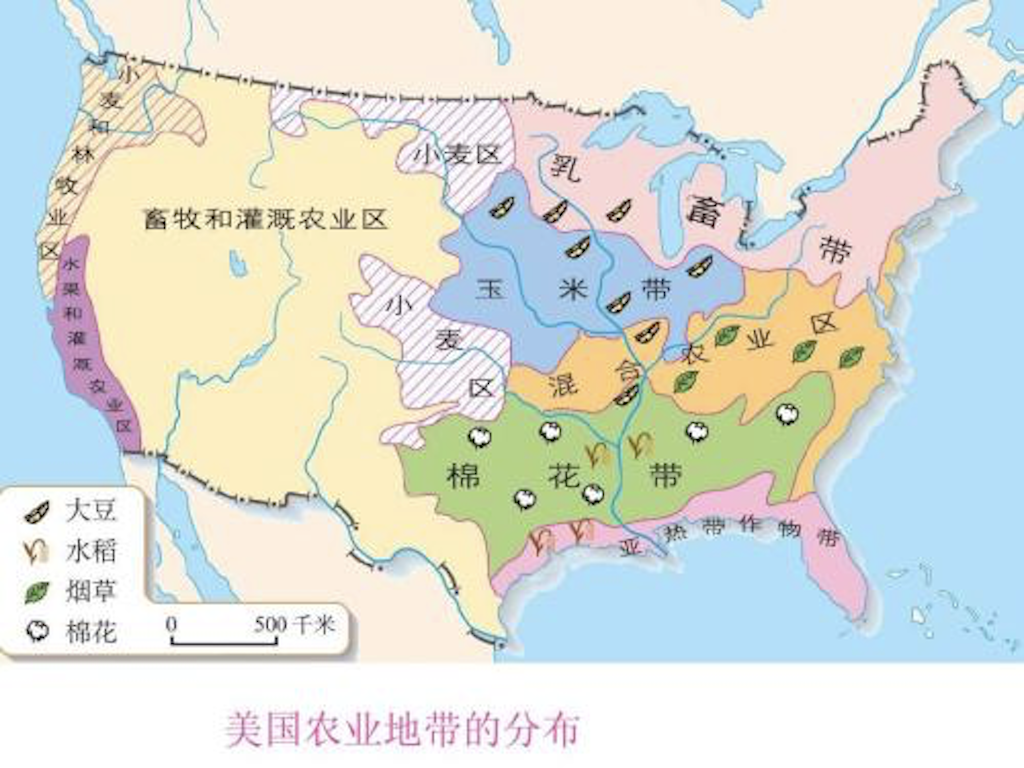 小麦和林牧业区
小麦区
乳畜带
畜牧和灌溉农业区
水果和灌溉农业区
玉米带
小麦区
混合农业区
棉花带
亚热带作物带
大豆
水稻
烟草
棉花
0 500千米
美国农业地带的分布